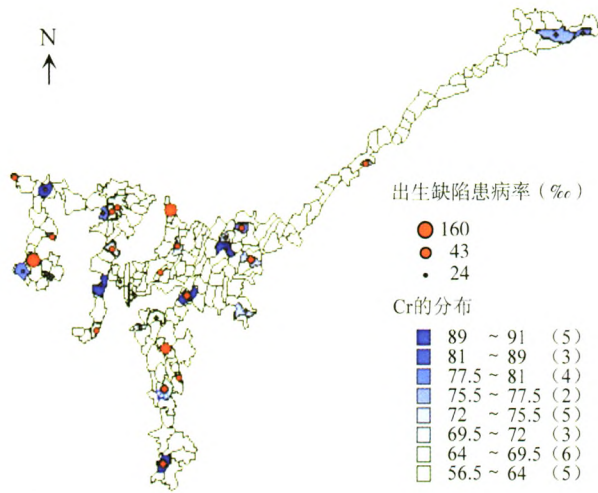 N
出生缺陷患病率（‰）
160
43
24
Cr的分布
89 ~ 91 (5)
81 ~ 89 (3)
77.5 ~ 81 (4)
75.5 ~ 77.5 (2)
72 ~ 75.5 (5)
69.5 ~ 72 (3)
64 ~ 69.5 (6)
56.5 ~ 64 (5)